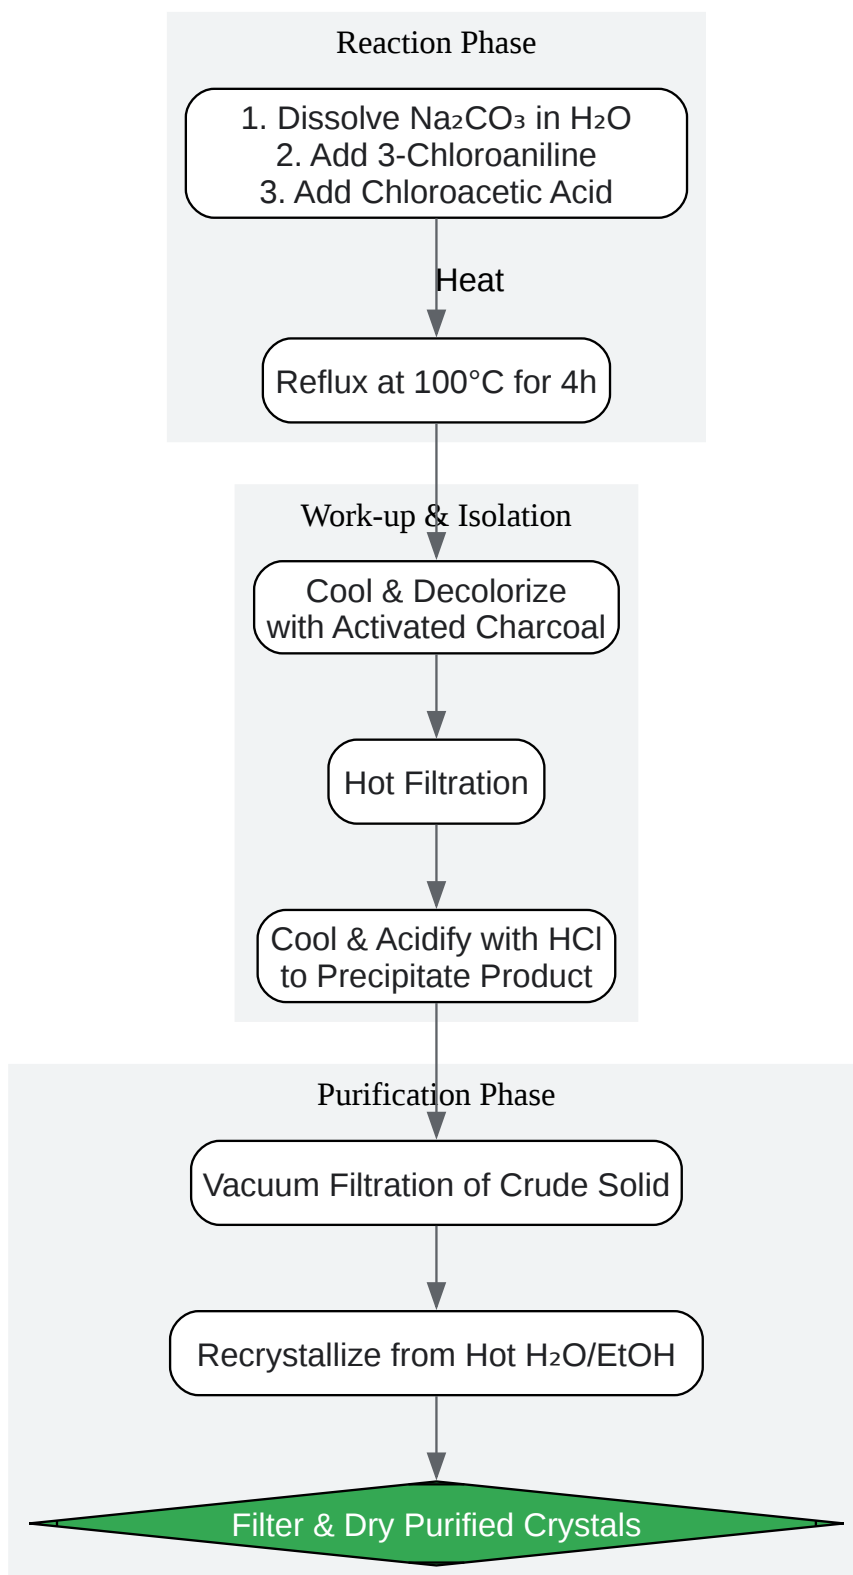 Reaction Phase
1. Dissolve Na₂CO₃ in H₂O
2. Add 3-Chloroaniline
3. Add Chloroacetic Acid
Heat
Reflux at 100°C for 4h
Work-up & Isolation
Cool & Decolorize
with Activated Charcoal
Hot Filtration
Cool & Acidify with HCl
to Precipitate Product
Purification Phase
Vacuum Filtration of Crude Solid
Recrystallize from Hot H₂O/EtOH
Filter & Dry Purified Crystals